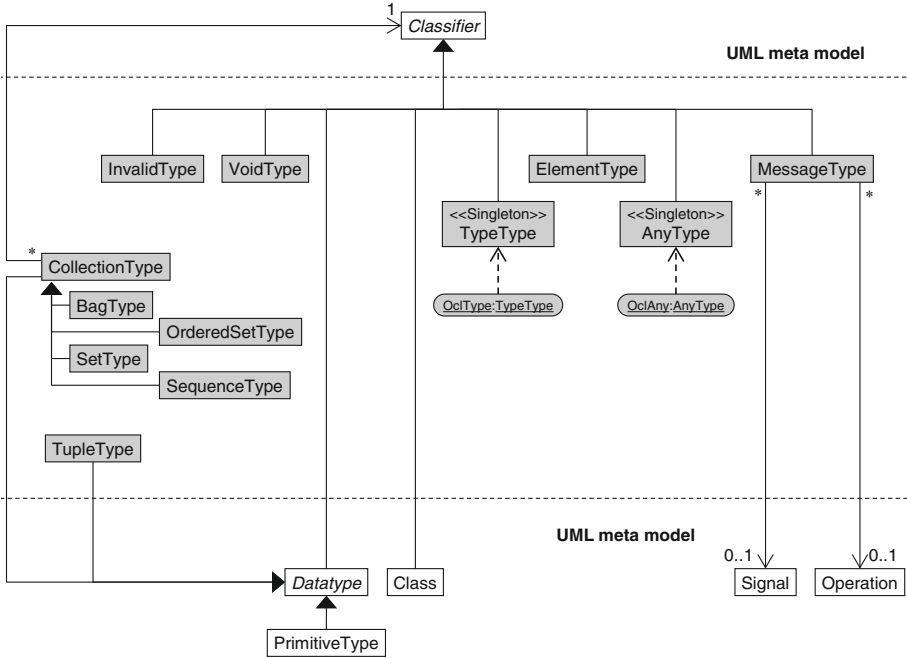 1
Classifier
UML meta model
InvalidType
VoidType
ElementType
MessageType
*
*
<<Singleton>>
TypeType
<<Singleton>>
AnyType
*
CollectionType
OclType:TypeType
OclAny:AnyType
BagType
OrderedSetType
SetType
SequenceType
TupleType
UML meta model
0..1
0..1
Datatype
Class
Signal
Operation
PrimitiveType